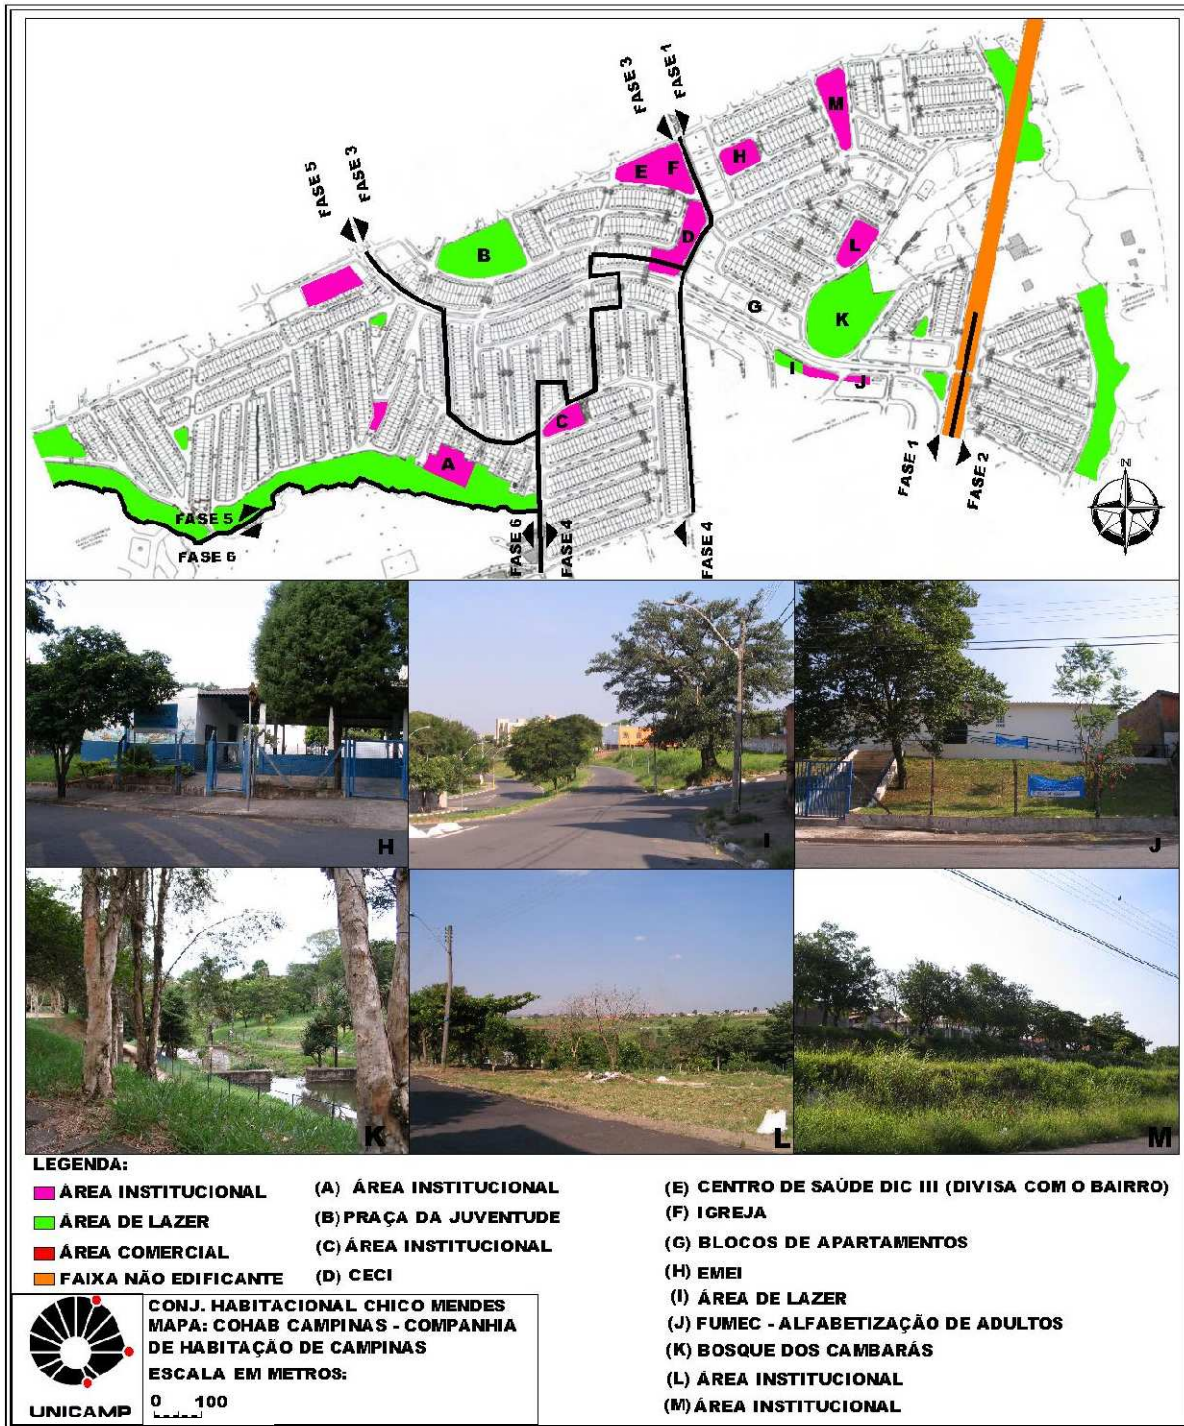 FASE 3
FASE 1
M
H
E
F
FASE 5
FASE 3
D
B
L
G
K
I
J
C
A
FASE 1
FASE 2
N
FASE 5
FASE 6
FASE 6
FASE 4
FASE 4
H
I
J
K
L
M
LEGENDA:
ÁREA INSTITUCIONAL
ÁREA DE LAZER
ÁREA COMERCIAL
FAIXA NÃO EDIFICANTE
(A) ÁREA INSTITUCIONAL
(B) PRAÇA DA JUVENTUDE
(C) ÁREA INSTITUCIONAL
(D) CECI
(E) CENTRO DE SAÚDE DIC III (DIVISA COM O BAIRRO)
(F) IGREJA
(G) BLOCOS DE APARTAMENTOS
(H) EMEI
(I) ÁREA DE LAZER
(J) FUMEC - ALFABETIZAÇÃO DE ADULTOS
(K) BOSQUE DOS CAMBARÁS
(L) ÁREA INSTITUCIONAL
(M) ÁREA INSTITUCIONAL
UNICAMP
CONJ. HABITACIONAL CHICO MENDES
MAPA: COHAB CAMPINAS - COMPANHIA
DE HABITAÇÃO DE CAMPINAS
ESCALA EM METROS:
0 100